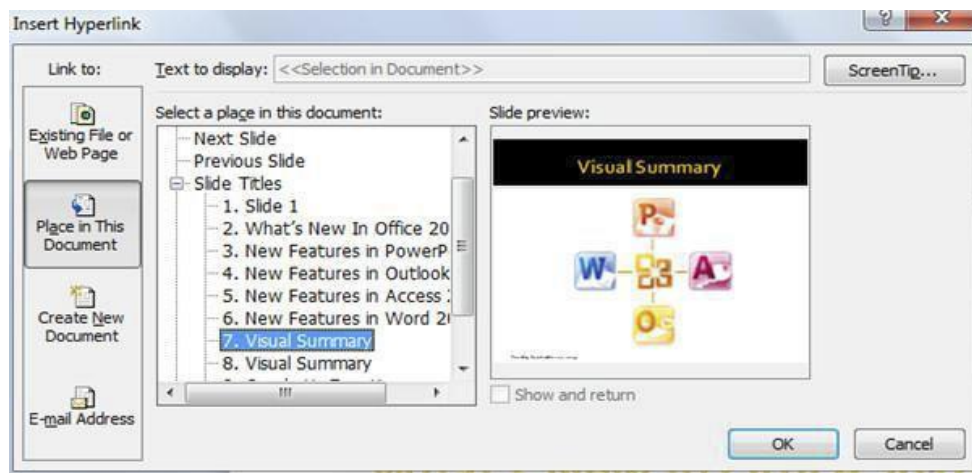 Insert Hyperlink
Link to:
Text to display: <<Selection in Document>>
ScreenTip...
Existing File or
Web Page
Place in This
Document
Create New
Document
E-mail Address
Select a place in this document:
Next Slide
Previous Slide
Slide Titles
1. Slide 1
2. What's New In Office 20
3. New Features in PowerP
4. New Features in Outlook
5. New Features in Access
6. New Features in Word 2
7. Visual Summary
8. Visual Summary
Slide preview:
Visual Summary
P
W
A
O
Show and return
OK
Cancel